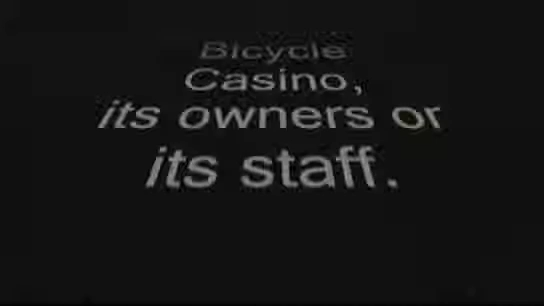 Bicycle
Casino,
its owners or
its staff.